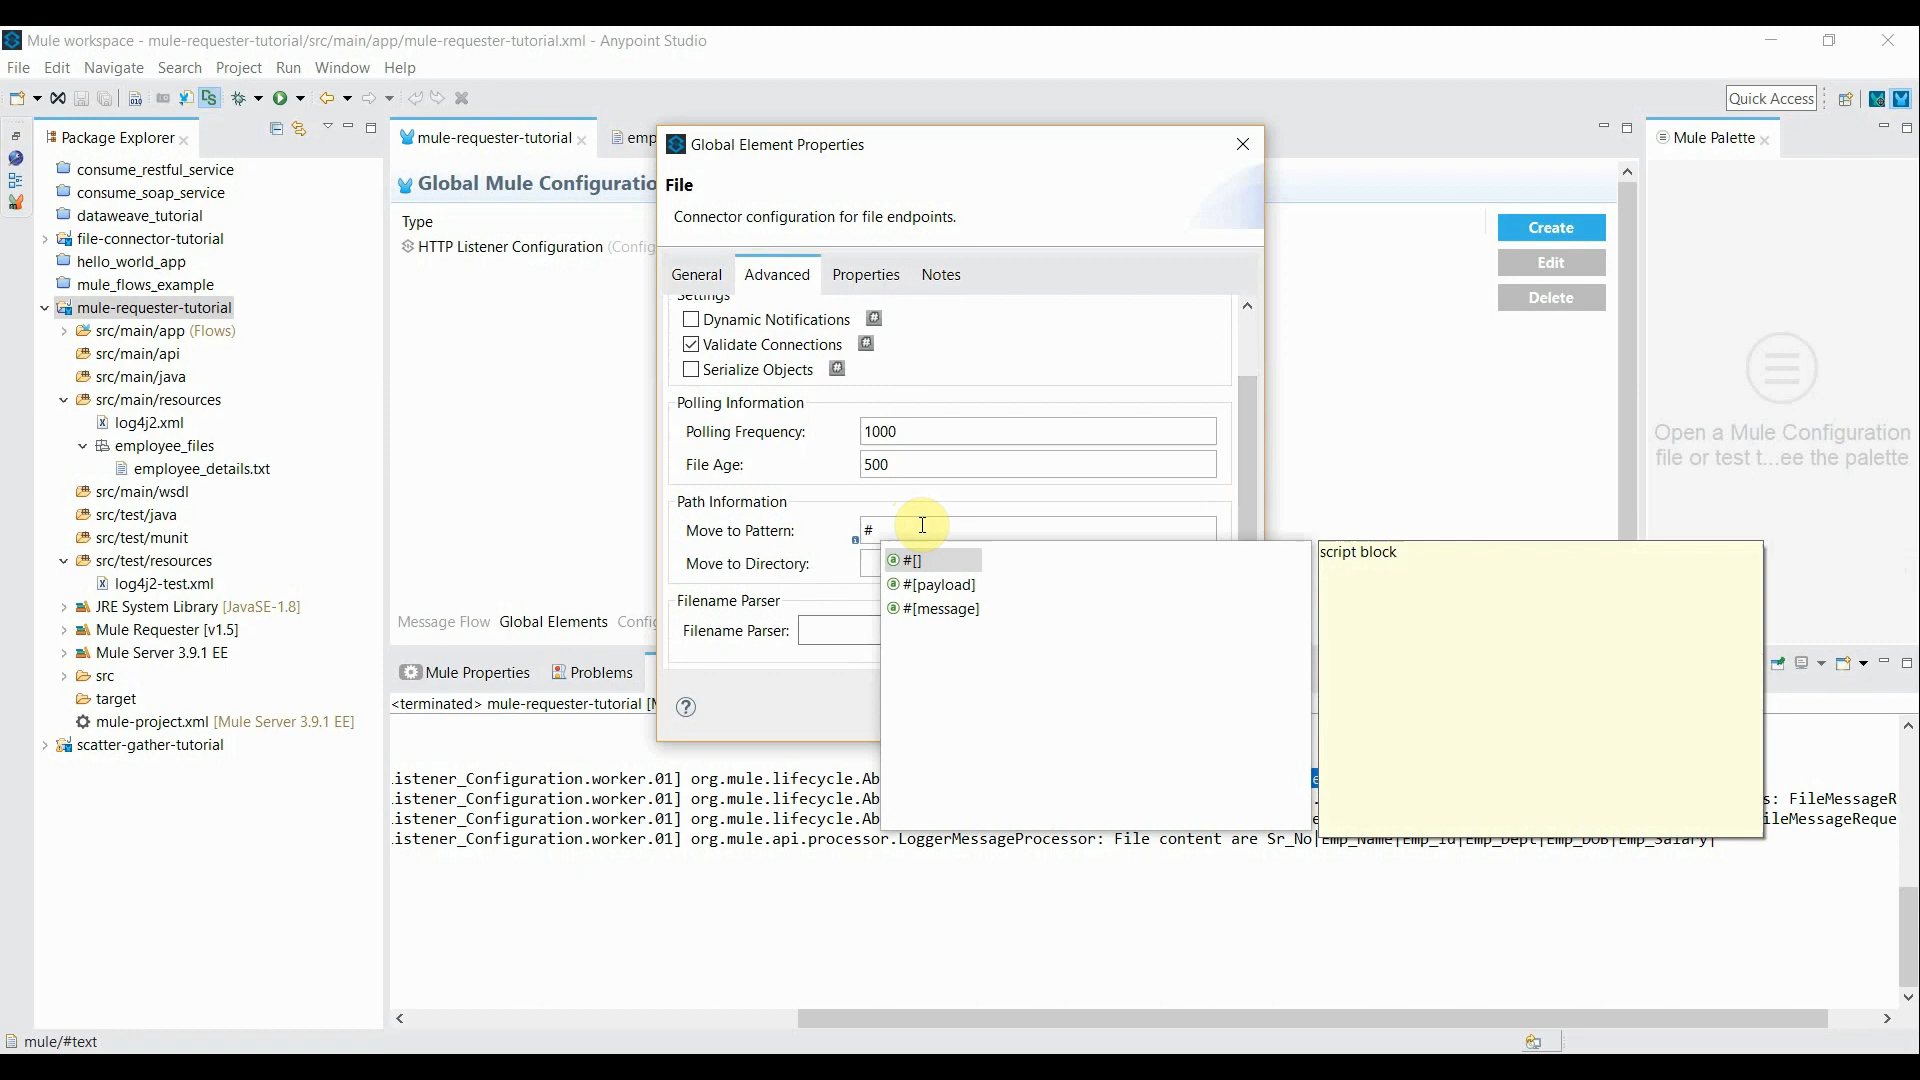 Mule workspace - mule-requester-tutorial/src/main/app/mule-requester-tutorial.xml - Anypoint Studio
File Edit Navigate Search Project Run Window Help
Quick Access
Package Explorer
consume_restful_service
consume_soap_service
dataweave_tutorial
file-connector-tutorial
hello_world_app
mule_flows_example
mule-requester-tutorial
src/main/app (Flows)
src/main/api
src/main/java
src/main/resources
log4j2.xml
employee_files
employee_details.txt
src/main/wsdl
src/test/java
src/test/munit
src/test/resources
log4j2-test.xml
JRE System Library [JavaSE-1.8]
Mule Requester [v1.5]
Mule Server 3.9.1 EE
src
target
mule-project.xml [Mule Server 3.9.1 EE]
scatter-gather-tutorial
mule-requester-tutorial
emp
Global Mule Configuratio
Type
HTTP Listener Configuration (Config
Create
Edit
Delete
Message Flow Global Elements Config
Global Element Properties
File
Connector configuration for file endpoints.
General Advanced Properties Notes
Settings
Dynamic Notifications
Validate Connections
Serialize Objects
Polling Information
Polling Frequency: 1000
File Age: 500
Path Information
Move to Pattern: #
Move to Directory:
Filename Parser
Filename Parser:
#[]
#[payload]
#[message]
script block
Mule Palette
Open a Mule Configuration
file or test t...ee the palette
Mule Properties Problems
<terminated> mule-requester-tutorial [M
istener_Configuration.worker.01] org.mule.lifecycle.Ab
istener_Configuration.worker.01] org.mule.lifecycle.Ab s: FileMessageR
istener_Configuration.worker.01] org.mule.lifecycle.Ab ileMessageReque
istener_Configuration.worker.01] org.mule.api.processor.LoggerMessageProcessor: File content are Sr_No|Emp_Name|Emp_Id|Emp_Dept|Emp_DOB|Emp_Salary|
mule/#text